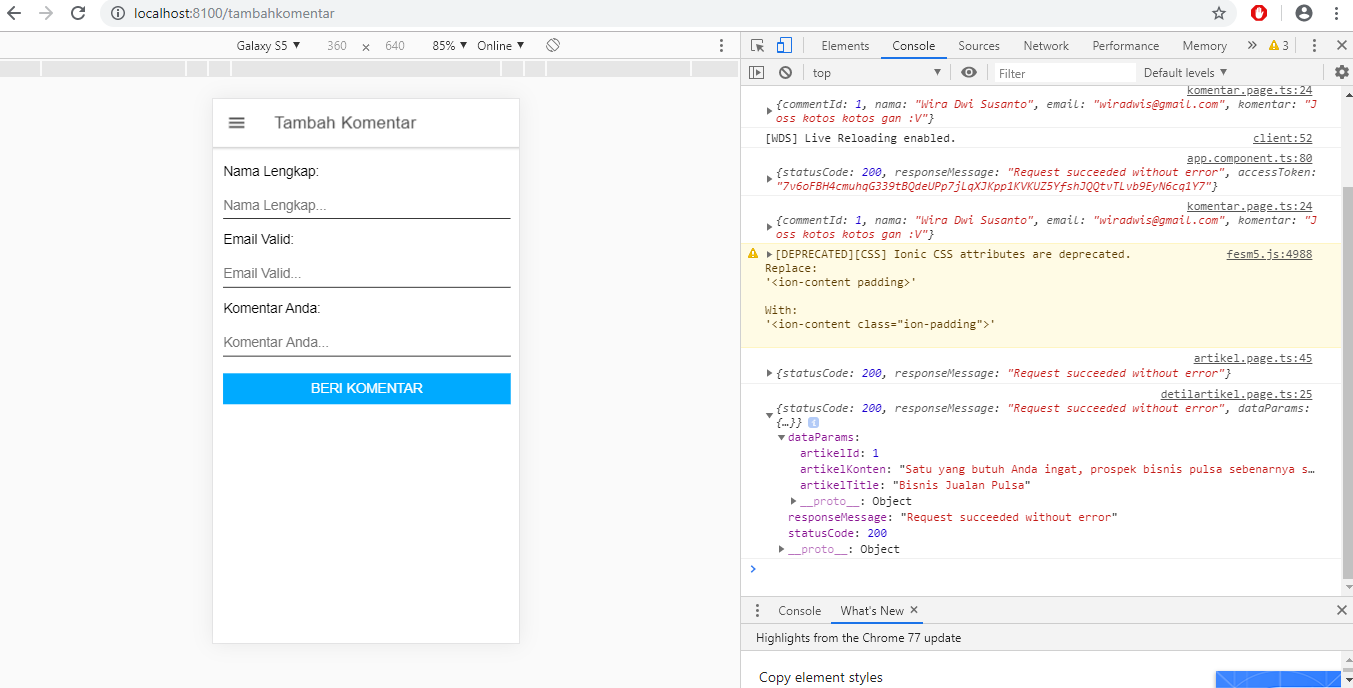 localhost:8100/tambahkomentar
Galaxy S5 ▼ 360 x 640 85% ▼ Online ▼
Tambah Komentar
Nama Lengkap:
Nama Lengkap...
Email Valid:
Email Valid...
Komentar Anda:
Komentar Anda...
BERI KOMENTAR
Elements Console Sources Network Performance Memory » 3
top ▼ Filter Default levels ▼
komentar.page.ts:24
{commentId: 1, nama: "Wira Dwi Susanto", email: "wiradwis@gmail.com", komentar: "J
oss kotos kotos gan :V"}
[WDS] Live Reloading enabled. client:52
app.component.ts:80
{statusCode: 200, responseMessage: "Request succeeded without error", accessToken:
"7v6oFBH4cmuhqG339tBQdeUPp7jLqXJKpp1KVKUZ5YfshJQQtvTLvb9EyN6cq1Y7"}
komentar.page.ts:24
{commentId: 1, nama: "Wira Dwi Susanto", email: "wiradwis@gmail.com", komentar: "J
oss kotos kotos gan :V"}
[DEPRECATED][CSS] Ionic CSS attributes are deprecated. fesm5.js:4988
Replace:
'<ion-content padding>'
With:
'<ion-content class="ion-padding">'
artikel.page.ts:45
{statusCode: 200, responseMessage: "Request succeeded without error"}
detilartikel.page.ts:25
{statusCode: 200, responseMessage: "Request succeeded without error", dataParams:
{…}} i
dataParams:
artikelId: 1
artikelKonten: "Satu yang butuh Anda ingat, prospek bisnis pulsa sebenarnya s…
artikelTitle: "Bisnis Jualan Pulsa"
__proto__: Object
responseMessage: "Request succeeded without error"
statusCode: 200
__proto__: Object
Console What's New ×
Highlights from the Chrome 77 update
Copy element styles